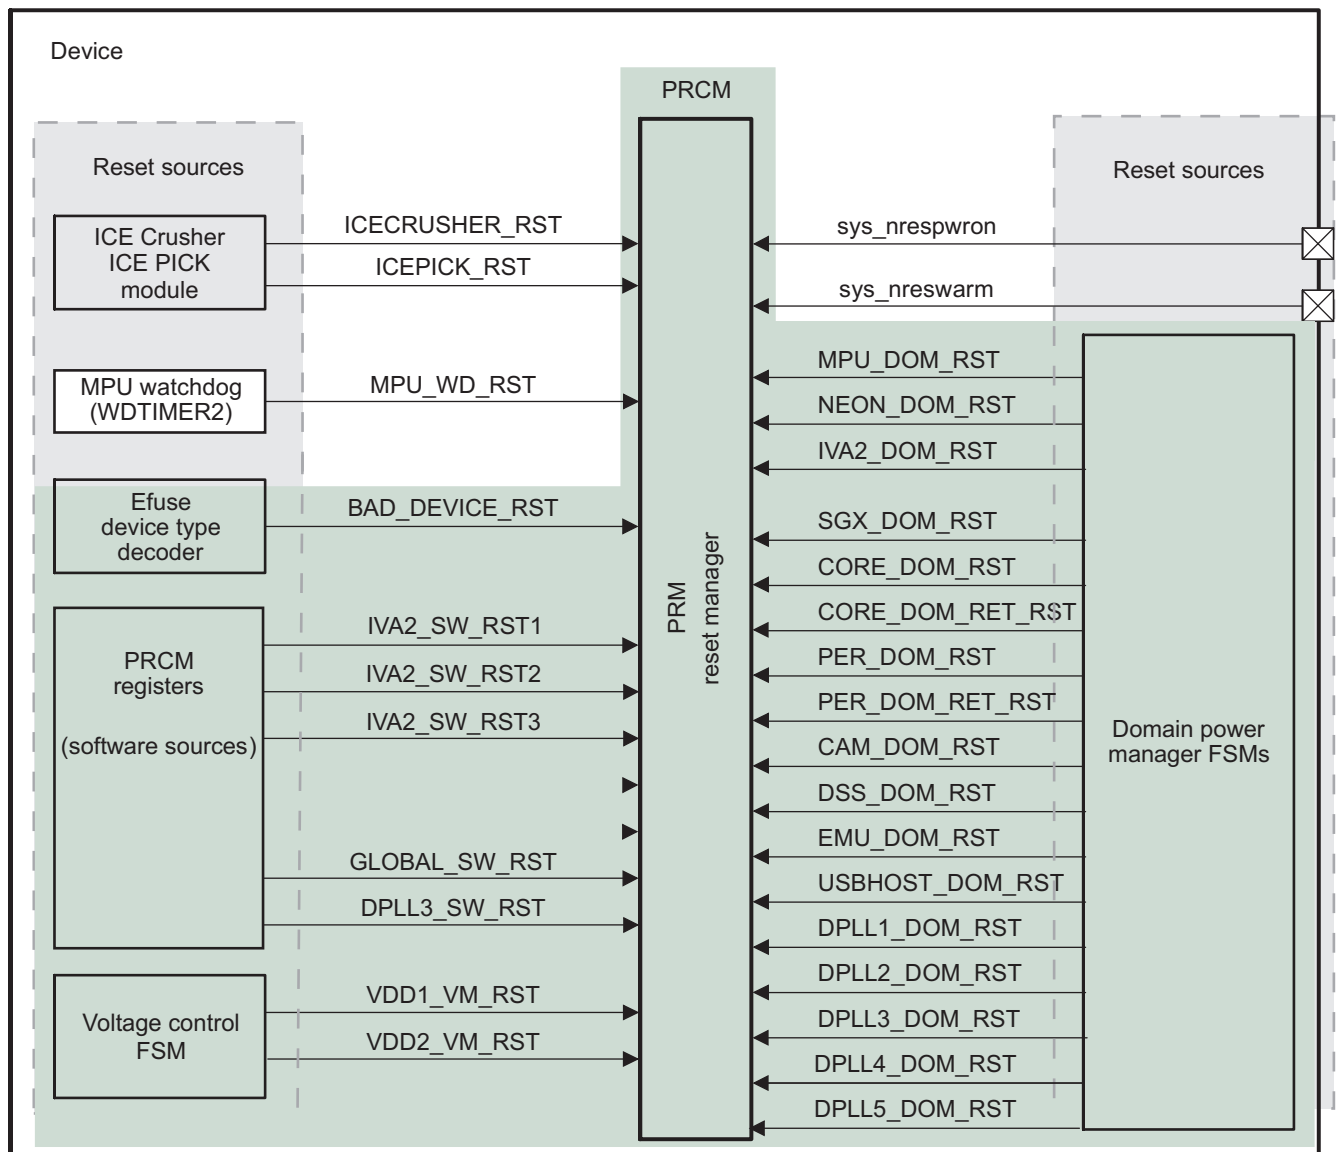 Device
PRCM
Reset sources
ICE Crusher
ICE PICK
module
MPU watchdog
(WDTIMER2)
Efuse
device type
decoder
PRCM
registers
(software sources)
Voltage control
FSM
ICECRUSHER_RST
ICEPICK_RST
MPU_WD_RST
BAD_DEVICE_RST
IVA2_SW_RST1
IVA2_SW_RST2
IVA2_SW_RST3
GLOBAL_SW_RST
DPLL3_SW_RST
VDD1_VM_RST
VDD2_VM_RST
PRM
reset manager
Reset sources
sys_nrespwron
sys_nreswarm
MPU_DOM_RST
NEON_DOM_RST
IVA2_DOM_RST
SGX_DOM_RST
CORE_DOM_RST
CORE_DOM_RET_RST
PER_DOM_RST
PER_DOM_RET_RST
CAM_DOM_RST
DSS_DOM_RST
EMU_DOM_RST
USBHOST_DOM_RST
DPLL1_DOM_RST
DPLL2_DOM_RST
DPLL3_DOM_RST
DPLL4_DOM_RST
DPLL5_DOM_RST
Domain power
manager FSMs